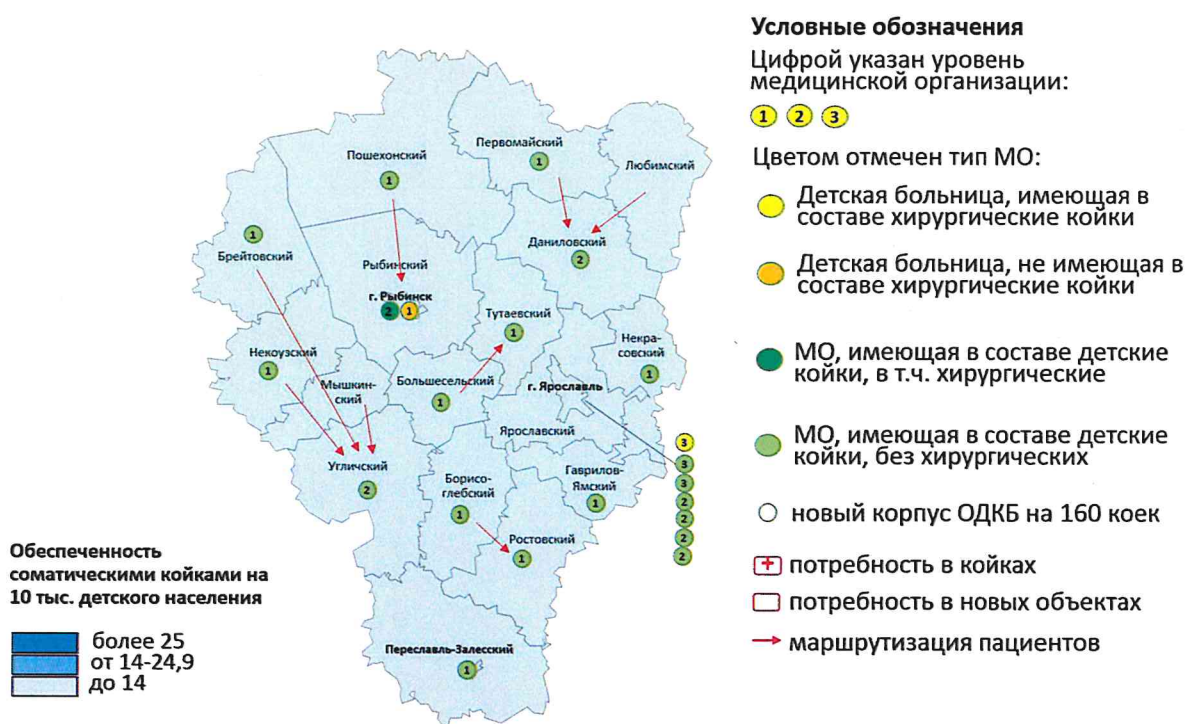 Условные обозначения
Цифрой указан уровень
медицинской организации:
1 2 3
Цветом отмечен тип МО:
Детская больница, имеющая в
составе хирургические койки
Детская больница, не имеющая в
составе хирургические койки
МО, имеющая в составе детские
койки, в т.ч. хирургические
МО, имеющая в составе детские
койки, без хирургических
новый корпус ОДКБ на 160 коек
потребность в койках
потребность в новых объектах
маршрутизация пациентов
Первомайский
1
Пошехонский
1
Любимский
1
Брейтовский
Даниловский
2
Рыбинский
г. Рыбинск
2 1
Тутаевский
1
Некра-
совский
1
Некоузский
1
Мышкин-
ский
Большесельский
1
г. Ярославль
Ярославский
3
3
3
2
2
2
2
Угличский
2
Борисо-
глебский
1
Гаврилов-
Ямский
1
Ростовский
1
Переславль-Залесский
1
Обеспеченность
соматическими койками на
10 тыс. детского населения
более 25
от 14-24,9
до 14